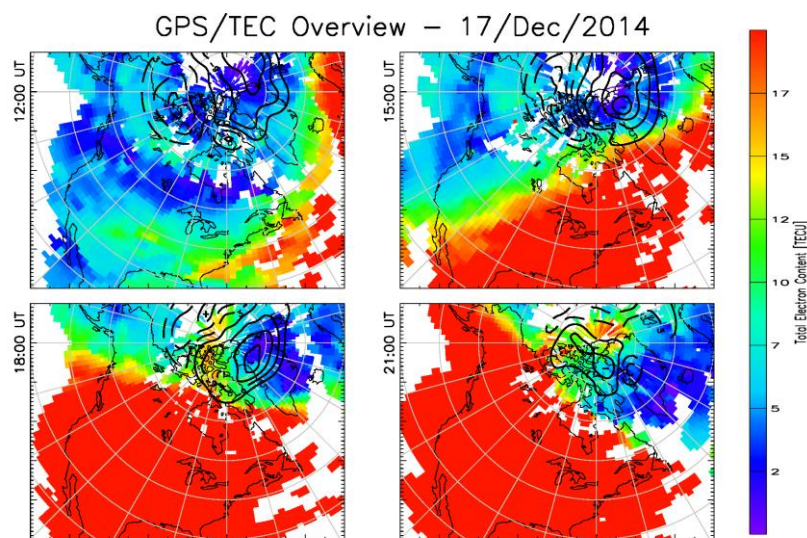 GPS/TEC Overview – 17/Dec/2014
12:00 UT
15:00 UT
18:00 UT
21:00 UT
17
15
12
10
7
5
2
Total Electron Content [TECU]